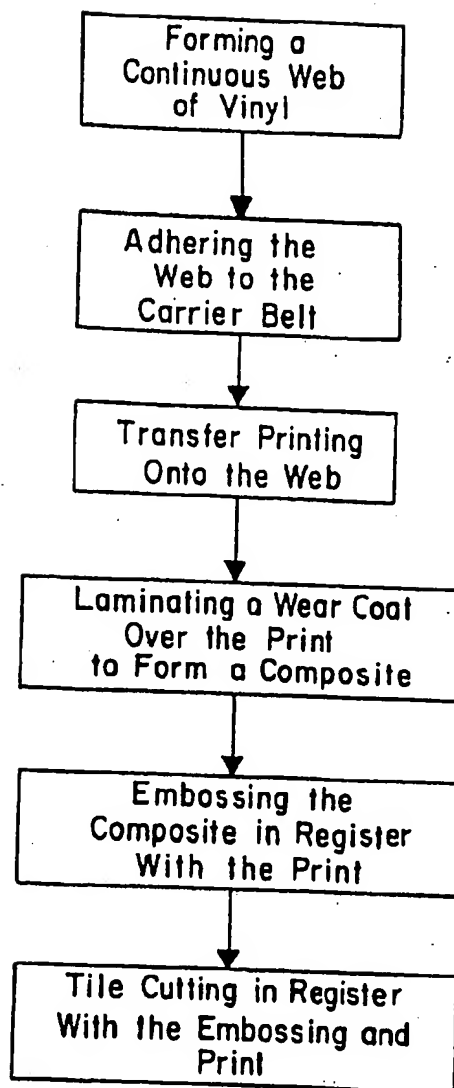 Forming a
Continuous Web
of Vinyl
Adhering the
Web to the
Carrier Belt
Transfer Printing
Onto the Web
Laminating a Wear Coat
Over the Print
to Form a Composite
Embossing the
Composite in Register
With the Print
Tile Cutting in Register
With the Embossing and
Print